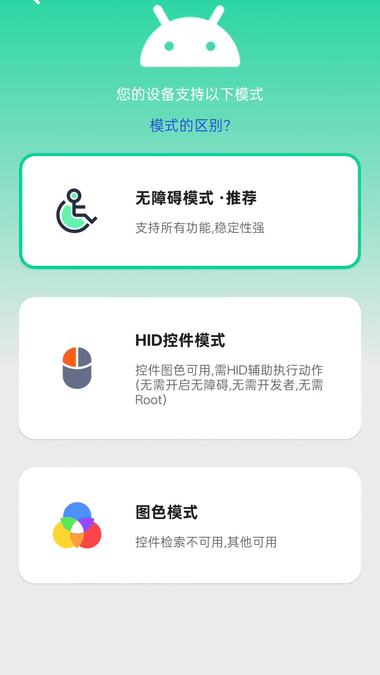 您的设备支持以下模式
模式的区别?
无障碍模式 ·推荐
支持所有功能,稳定性强
HID控件模式
控件图色可用,需HID辅助执行动作
(无需开启无障碍,无需开发者,无需
Root)
图色模式
控件检索不可用,其他可用